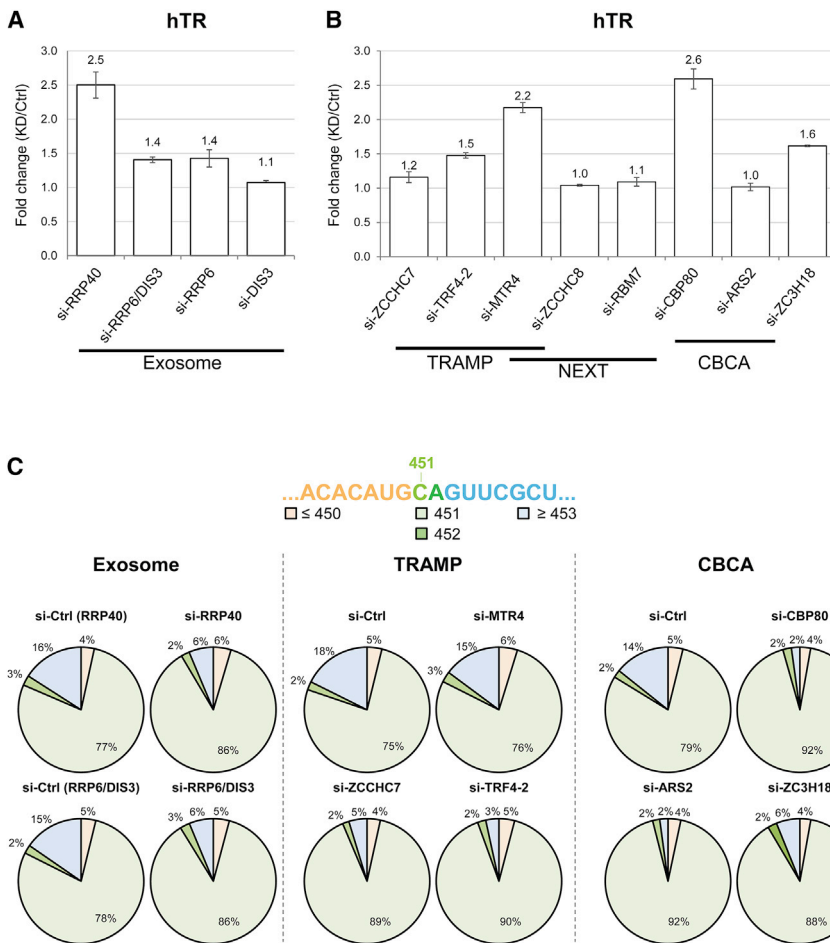 A
hTR
Fold change (KD/Ctrl)
3.0
2.5
2.0
1.5
1.0
0.5
0.0
2.5
1.4
1.4
1.1
si-RRP40
si-RRP6/DIS3
si-RRP6
si-DIS3
Exosome
B
hTR
Fold change (KD/Ctrl)
3.0
2.5
2.0
1.5
1.0
0.5
0.0
1.2
1.5
2.2
1.0
1.1
2.6
1.0
1.6
si-ZCCHC7
si-TRF4-2
si-MTR4
si-ZCCHC8
si-RBM7
si-CBP80
si-ARS2
si-ZC3H18
TRAMP
NEXT
CBCA
C
451
...ACACAUGCAGUUCGCU...
≤ 450
451
≥ 453
452
Exosome
si-Ctrl (RRP40)
16%
4%
3%
77%
si-RRP40
2%
6%
6%
86%
si-Ctrl (RRP6/DIS3)
15%
5%
2%
78%
si-RRP6/DIS3
3%
6%
5%
86%
TRAMP
si-Ctrl
18%
5%
2%
75%
si-MTR4
15%
6%
3%
76%
si-ZCCHC7
2%
5%
4%
89%
si-TRF4-2
2%
3%
5%
90%
CBCA
si-Ctrl
14%
5%
2%
79%
si-CBP80
2%
2%
4%
92%
si-ARS2
2%
2%
4%
92%
si-ZC3H18
2%
6%
4%
88%